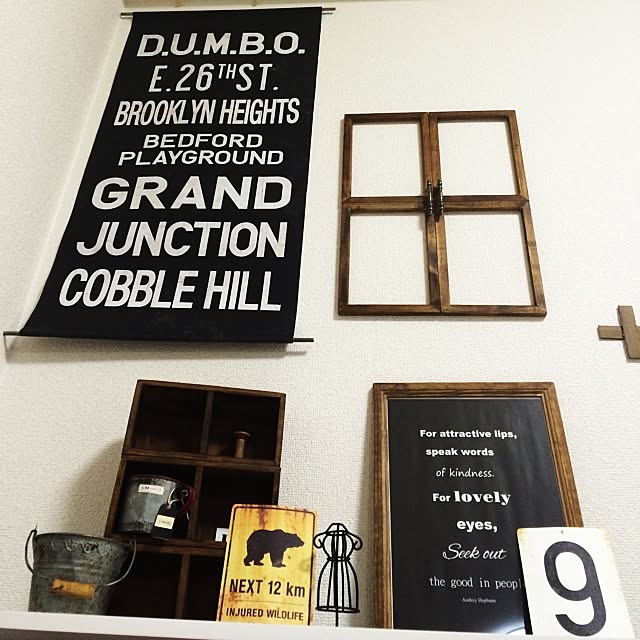 D.U.M.B.O.
E. 26TH ST.
BROOKLYN HEIGHTS
BEDFORD
PLAYGROUND
GRAND
JUNCTION
COBBLE HILL
For attractive lips,
speak words
of kindness.
For lovely
eyes,
Seek out
the good in peopl
Audrey Hepburn
NEXT 12 km
INJURED WILDLIFE
9